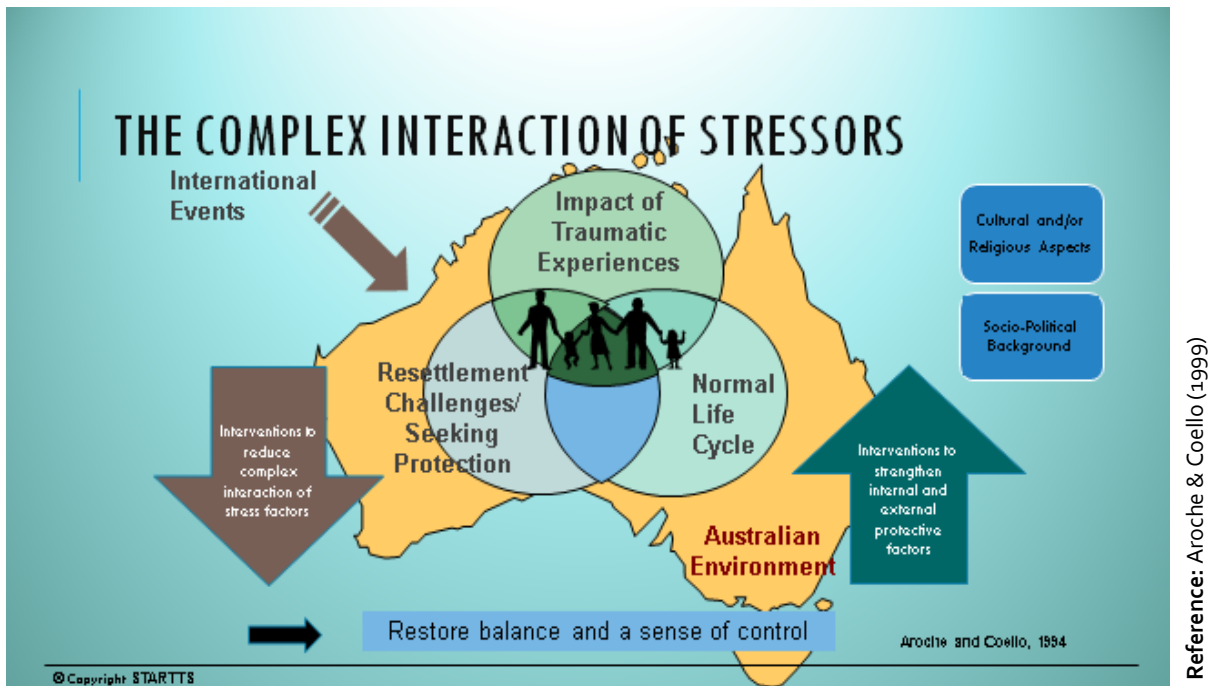 THE COMPLEX INTERACTION OF STRESSORS
International
Events
Impact of
Traumatic
Experiences
Cultural and/or
Religious Aspects
Socio-Political
Background
Resettlement
Challenges/
Seeking
Protection
Normal
Life
Cycle
Interventions to
reduce
complex
interaction of
stress factors
Interventions to
strengthen
internal and
external
protective
factors
Australian
Environment
Restore balance and a sense of control
Aroche and Coello, 1994
© Copyright STARTTS
Reference: Aroche & Coello (1999)